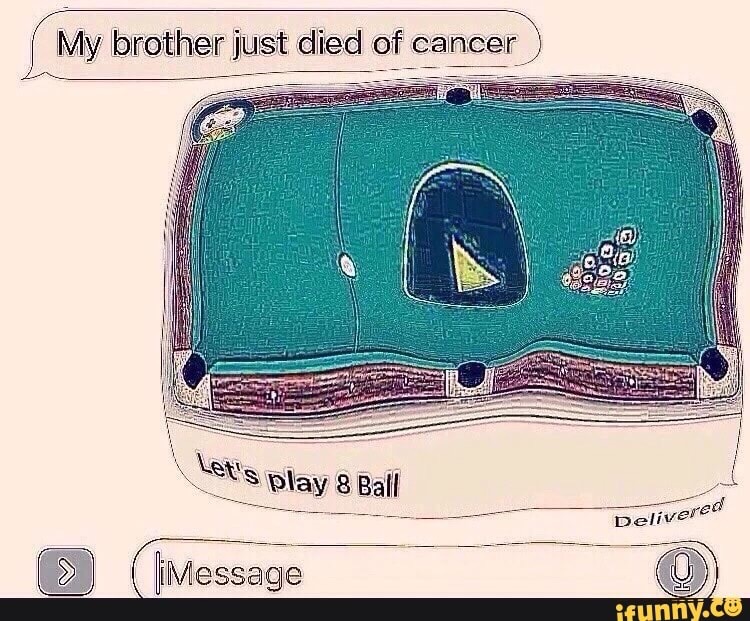 My brother just died of cancer
Let's play 8 Ball
Delivered
iMessage
ifunny.co